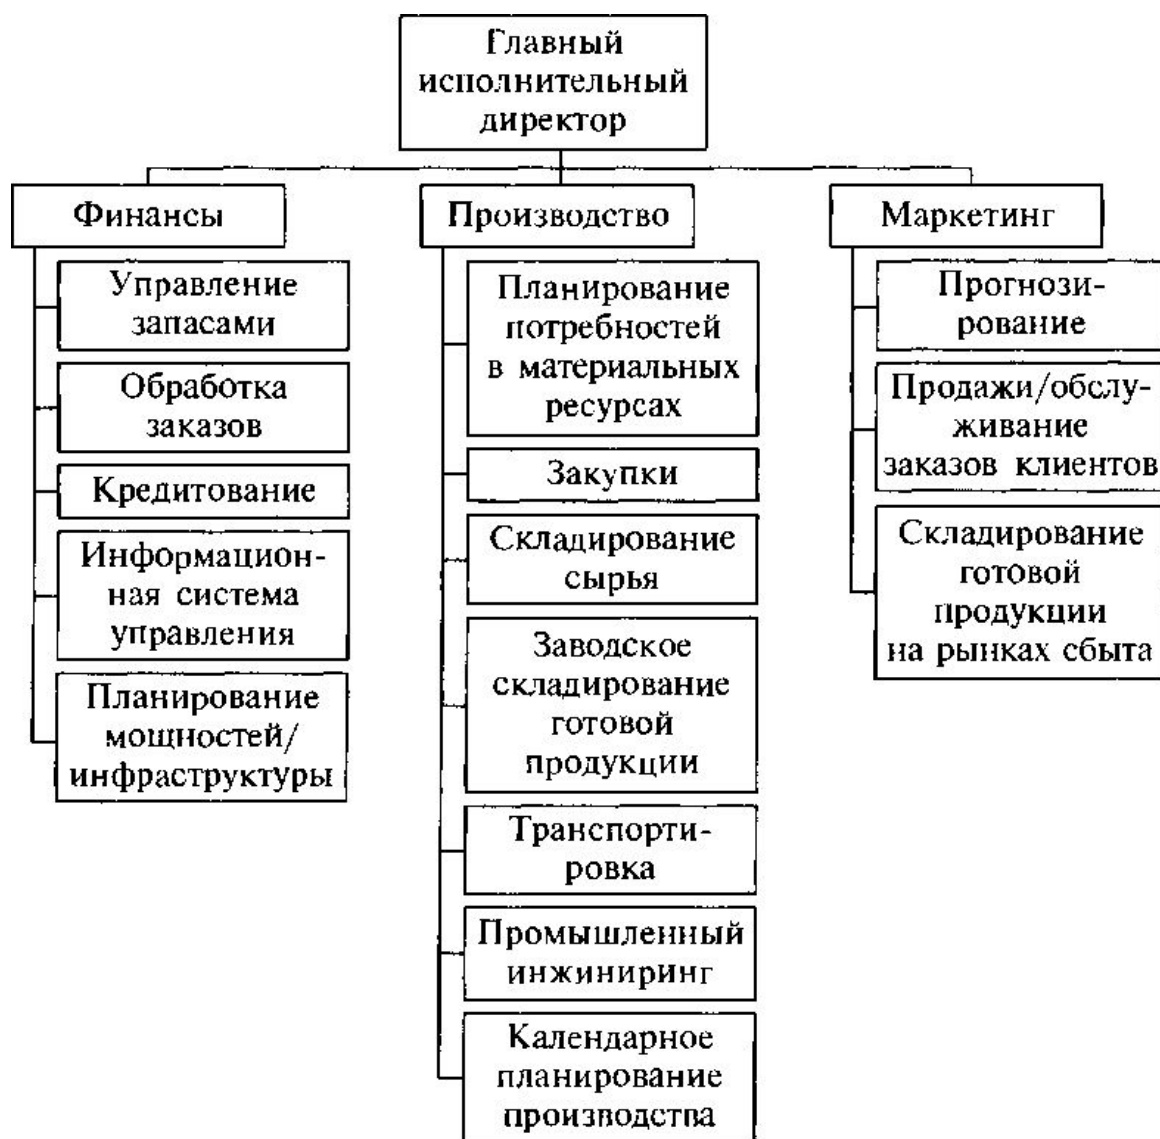 Главный
исполнительный
директор
Финансы
Производство
Маркетинг
Управление
запасами
Обработка
заказов
Кредитование
Информацион-
ная система
управления
Планирование
мощностей/
инфраструктуры
Планирование
потребностей
в материальных
ресурсах
Закупки
Складирование
сырья
Заводское
складирование
готовой
продукции
Транспорти-
ровка
Промышленный
инжиниринг
Календарное
планирование
производства
Прогнози-
рование
Продажи/обслу-
живание
заказов клиентов
Складирование
готовой
продукции
на рынках сбыта